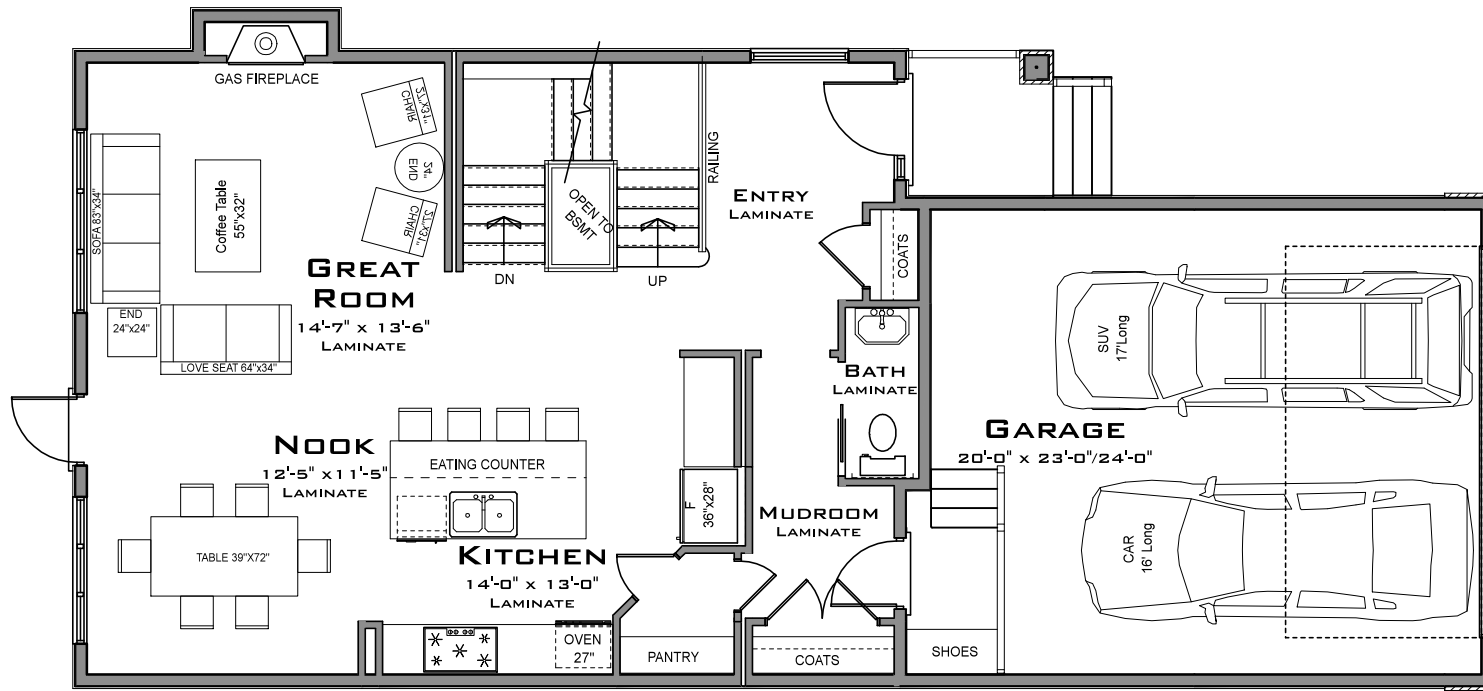 GAS FIREPLACE
CHAIR
27"x31"
24"
END
CHAIR
27"x31"
SOFA 83"x34"
Coffee Table
55"x32"
GREAT
ROOM
14'-7" x 13'-6"
LAMINATE
END
24"x24"
LOVE SEAT 64"x34"
OPEN TO
BSMT
DN
UP
RAILING
ENTRY
LAMINATE
COATS
BATH
LAMINATE
SUV
17'Long
GARAGE
20'-0" x 23'-0"/24'-0"
CAR
16' Long
NOOK
12'-5" x 11'-5"
LAMINATE
EATING COUNTER
F
36"x28"
MUDROOM
LAMINATE
TABLE 39"X72"
KITCHEN
14'-0" x 13'-0"
LAMINATE
OVEN
27"
PANTRY
COATS
SHOES